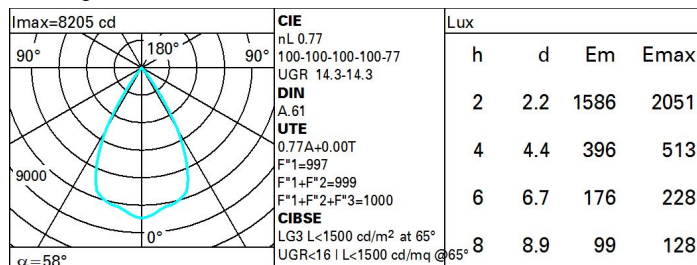 Imax=8205 cd
90°
180°
90°
9000
0°
α=58°
CIE
nL 0.77
100-100-100-100-77
UGR 14.3-14.3
DIN
A.61
UTE
0.77A+0.00T
F"1=997
F"1+F"2=999
F"1+F"2+F"3=1000
CIBSE
LG3 L<1500 cd/m² at 65°
UGR<16 | L<1500 cd/mq @65°
Lux
h d Em Emax
2 2.2 1586 2051
4 4.4 396 513
6 6.7 176 228
8 8.9 99 128